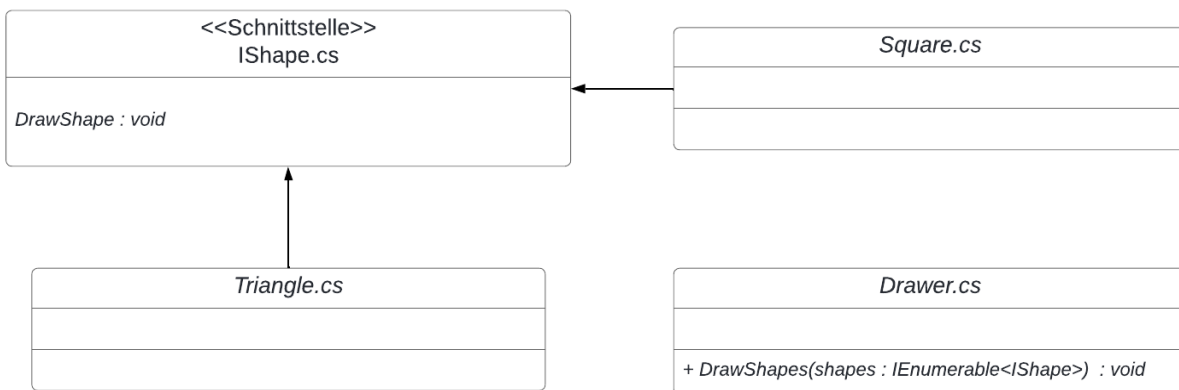 <<Schnittstelle>>
IShape.cs
DrawShape : void
Square.cs
Triangle.cs
Drawer.cs
+ DrawShapes(shapes : IEnumerable<IShape>) : void